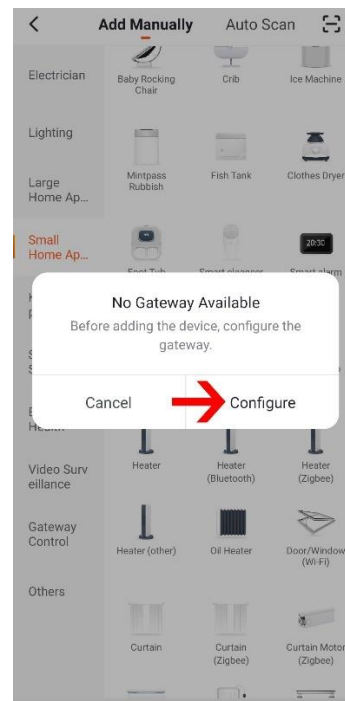 Add Manually
Auto Scan
Electrician
Lighting
Large
Home Ap...
Small
Home Ap...
Video Surv
eillance
Gateway
Control
Others
Baby Rocking
Chair
Crib
Ice Machine
Mintpass
Rubbish
Fish Tank
Clothes Dryer
20:30
No Gateway Available
Before adding the device, configure the
gateway.
Cancel
Configure
Heater
Heater
(Bluetooth)
Heater
(Zigbee)
Heater (other)
Oil Heater
Door/Window
(Wi-Fi)
Curtain
Curtain
(Zigbee)
Curtain Motor
(Zigbee)